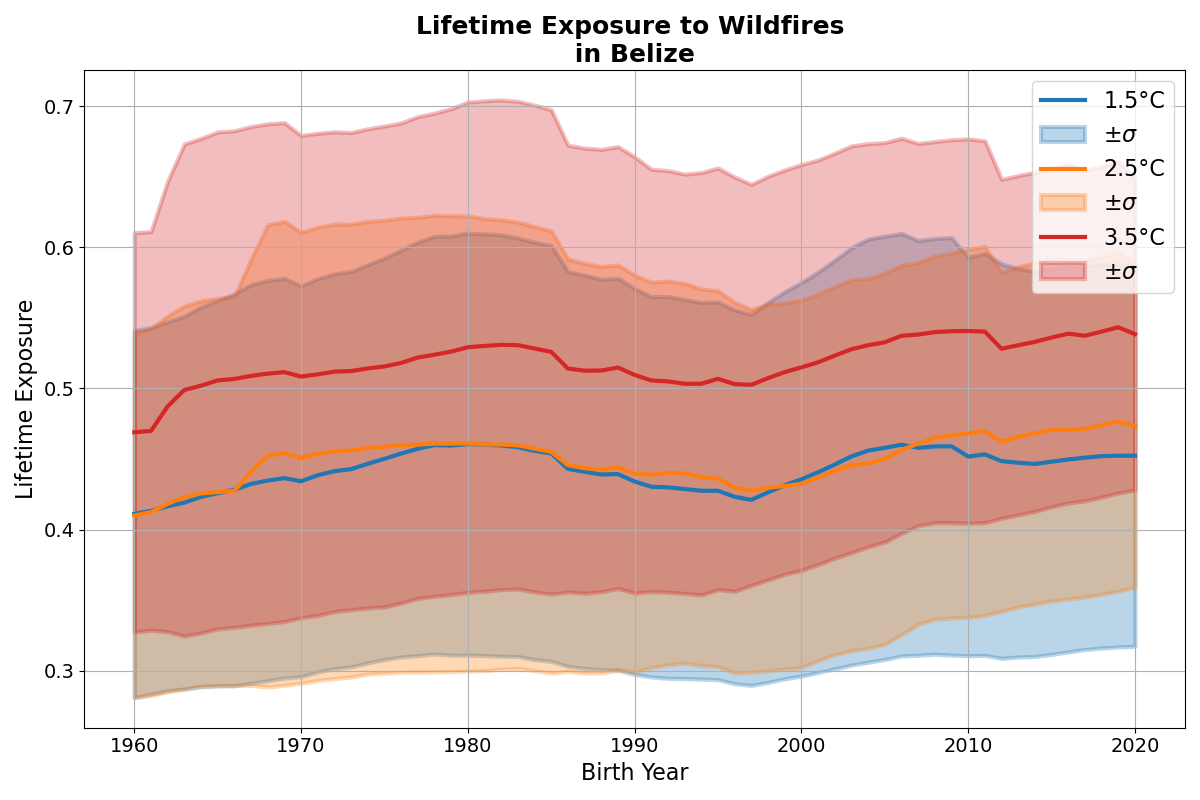 Lifetime Exposure to Wildfires
in Belize
Lifetime Exposure
0.7
0.6
0.5
0.4
0.3
1.5°C
±σ
2.5°C
±σ
3.5°C
±σ
1960 1970 1980 1990 2000 2010 2020
Birth Year